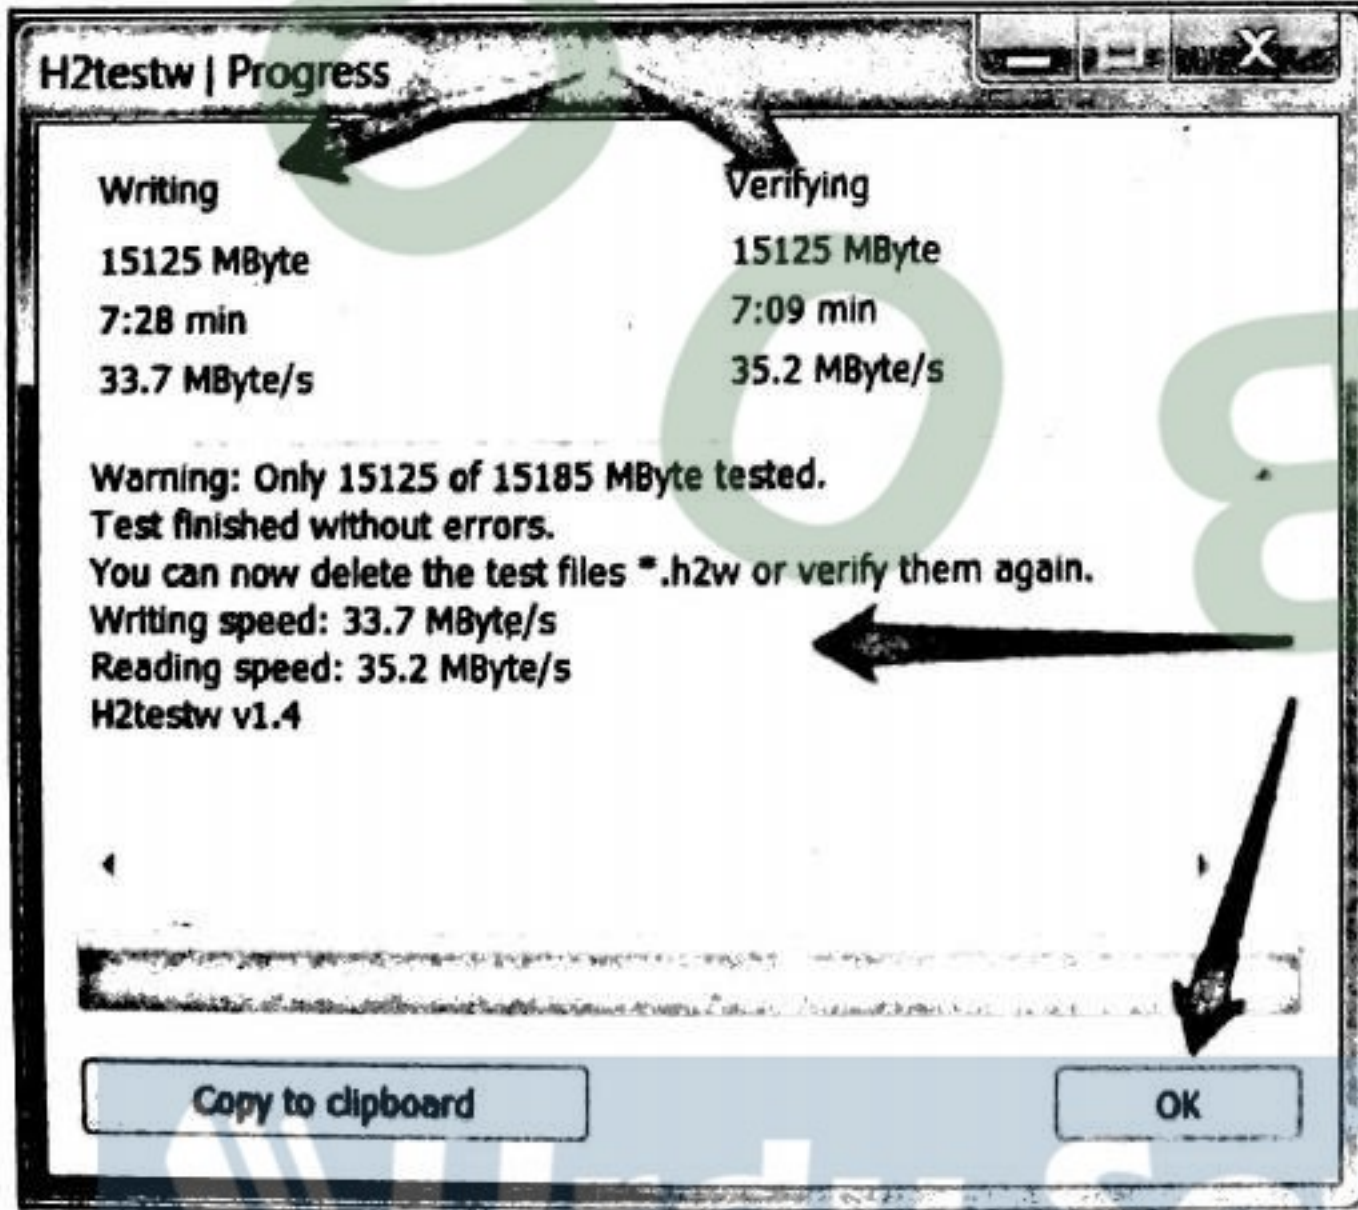 H2testw | Progress
Writing
15125 MByte
7:28 min
33.7 MByte/s
Verifying
15125 MByte
7:09 min
35.2 MByte/s
Warning: Only 15125 of 15185 MByte tested.
Test finished without errors.
You can now delete the test files *.h2w or verify them again.
Writing speed: 33.7 MByte/s
Reading speed: 35.2 MByte/s
H2testw v1.4
Copy to clipboard
OK